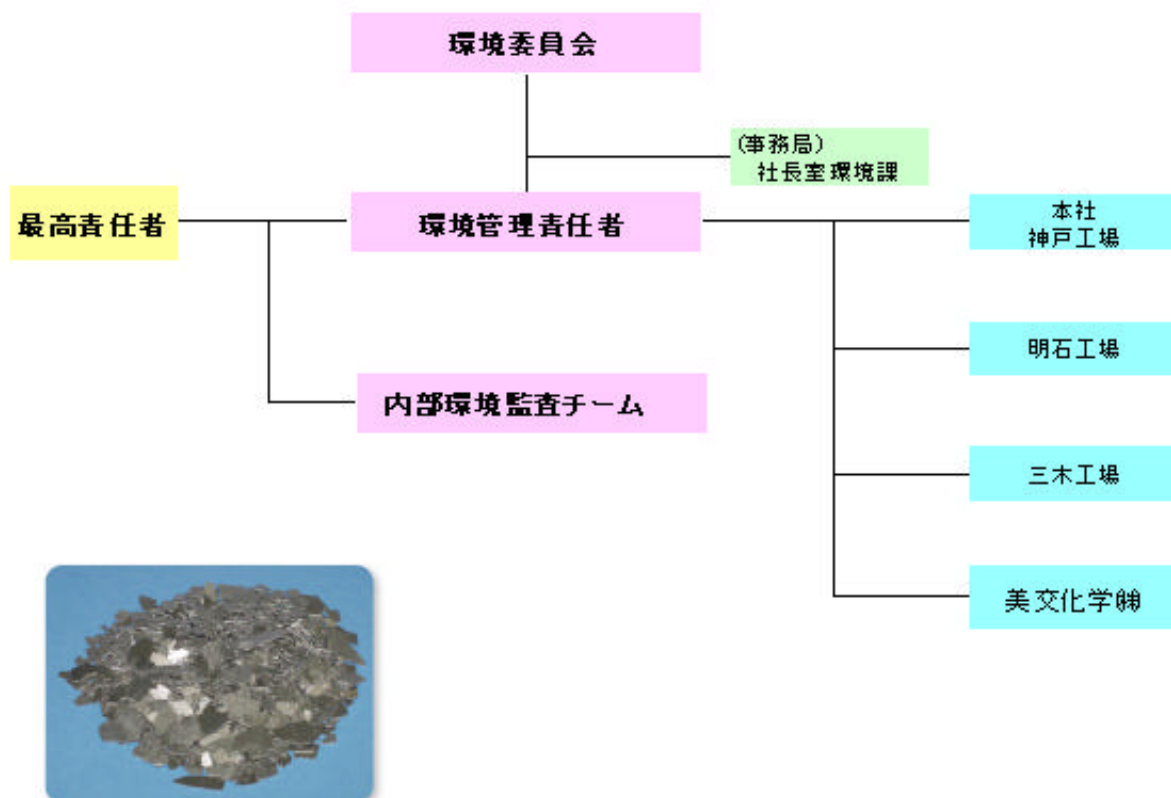 環境委員会
(事務局)
社長室環境課
最高責任者
環境管理責任者
本社
神戸工場
明石工場
内部環境監査チーム
三木工場
美交化学㈱